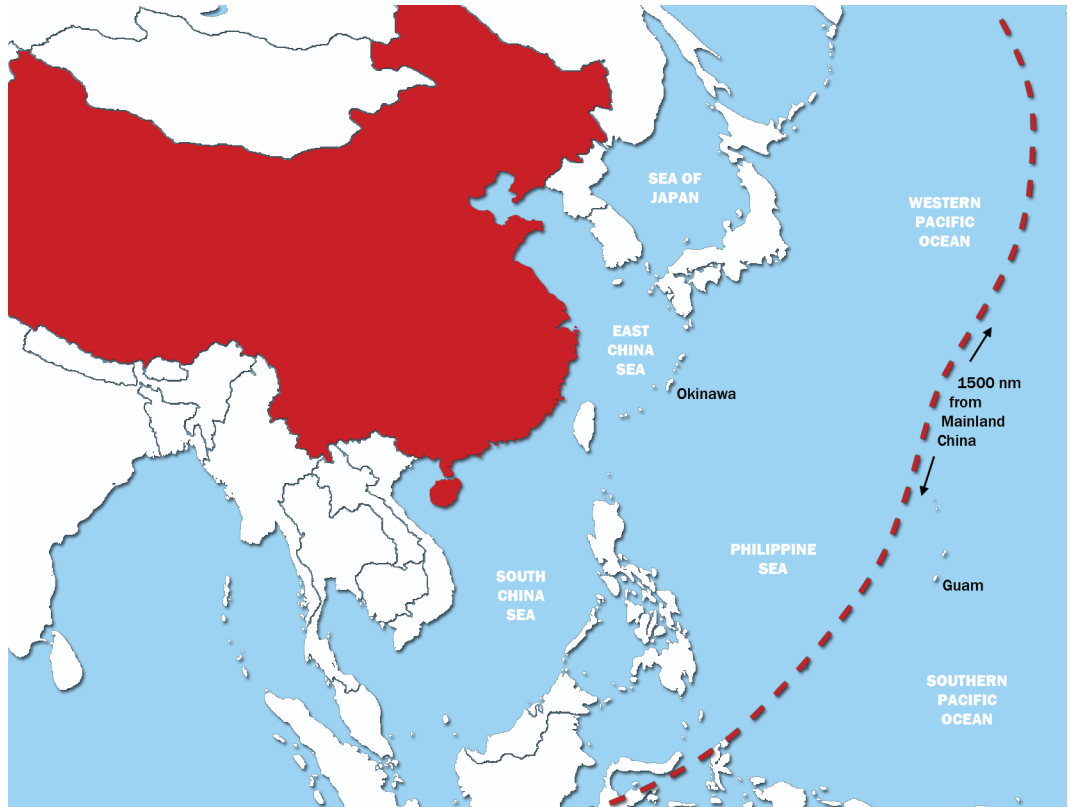 SEA OF
JAPAN
WESTERN
PACIFIC
OCEAN
EAST
CHINA
SEA
Okinawa
1500 nm
from
Mainland
China
PHILIPPINE
SEA
SOUTH
CHINA
SEA
Guam
SOUTHERN
PACIFIC
OCEAN